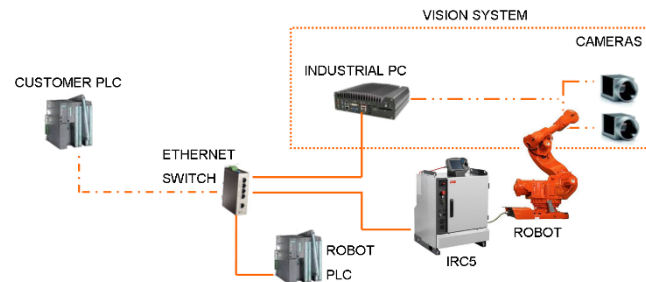 VISION SYSTEM
CAMERAS
INDUSTRIAL PC
CUSTOMER PLC
ETHERNET
SWITCH
ROBOT
PLC
IRC5
ROBOT